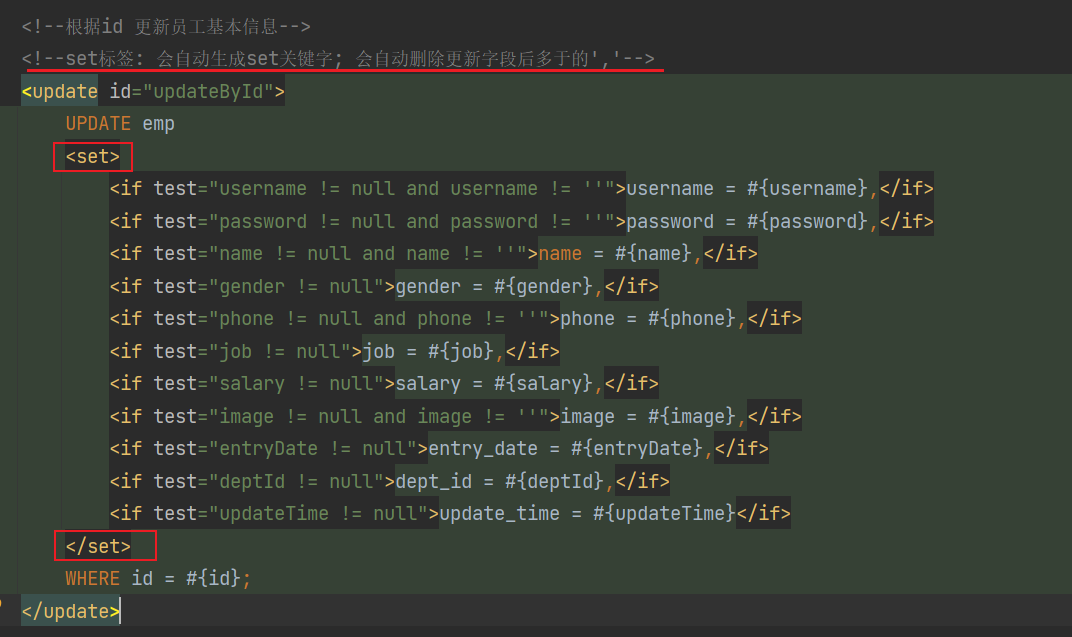 <!--根据id 更新员工基本信息-->
<!--set标签: 会自动生成set关键字; 会自动删除更新字段后多于的','-->
<update id="updateById">
UPDATE emp
<set>
<if test="username != null and username != ''">username = #{username},</if>
<if test="password != null and password != ''">password = #{password},</if>
<if test="name != null and name != ''">name = #{name},</if>
<if test="gender != null">gender = #{gender},</if>
<if test="phone != null and phone != ''">phone = #{phone},</if>
<if test="job != null">job = #{job},</if>
<if test="salary != null">salary = #{salary},</if>
<if test="image != null and image != ''">image = #{image},</if>
<if test="entryDate != null">entry_date = #{entryDate},</if>
<if test="deptId != null">dept_id = #{deptId},</if>
<if test="updateTime != null">update_time = #{updateTime}</if>
</set>
WHERE id = #{id};
</update>